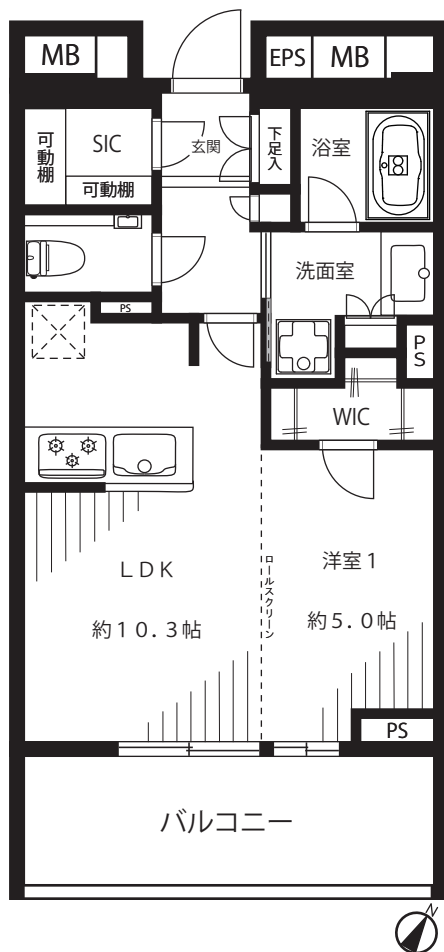 MB
EPS
MB
可動棚
SIC
可動棚
玄関
下足入
浴室
洗面室
PS
PS
WIC
LDK
約10.3帖
ロールスクリーン
洋室1
約5.0帖
PS
バルコニー
N